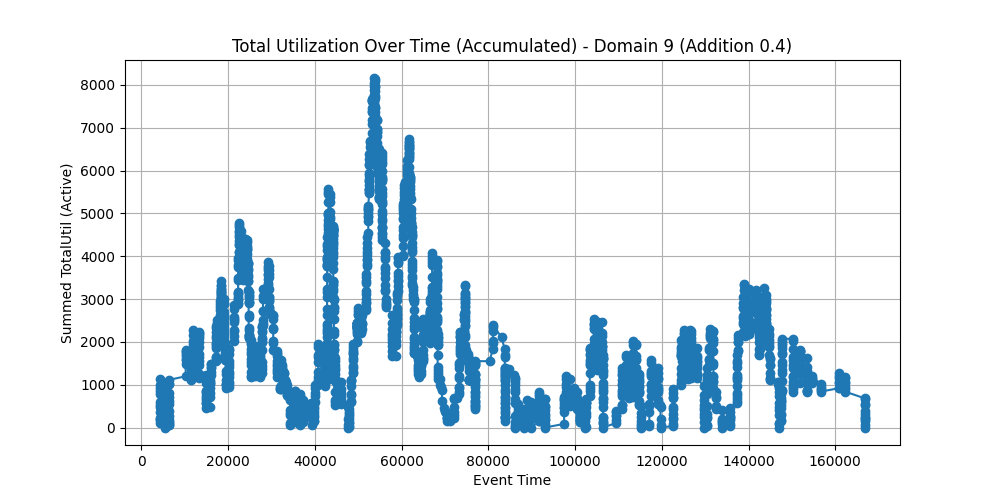 Total Utilization Over Time (Accumulated) - Domain 9 (Addition 0.4)
Summed TotalUtil (Active)
8000
7000
6000
5000
4000
3000
2000
1000
0
0 20000 40000 60000 80000 100000 120000 140000 160000
Event Time